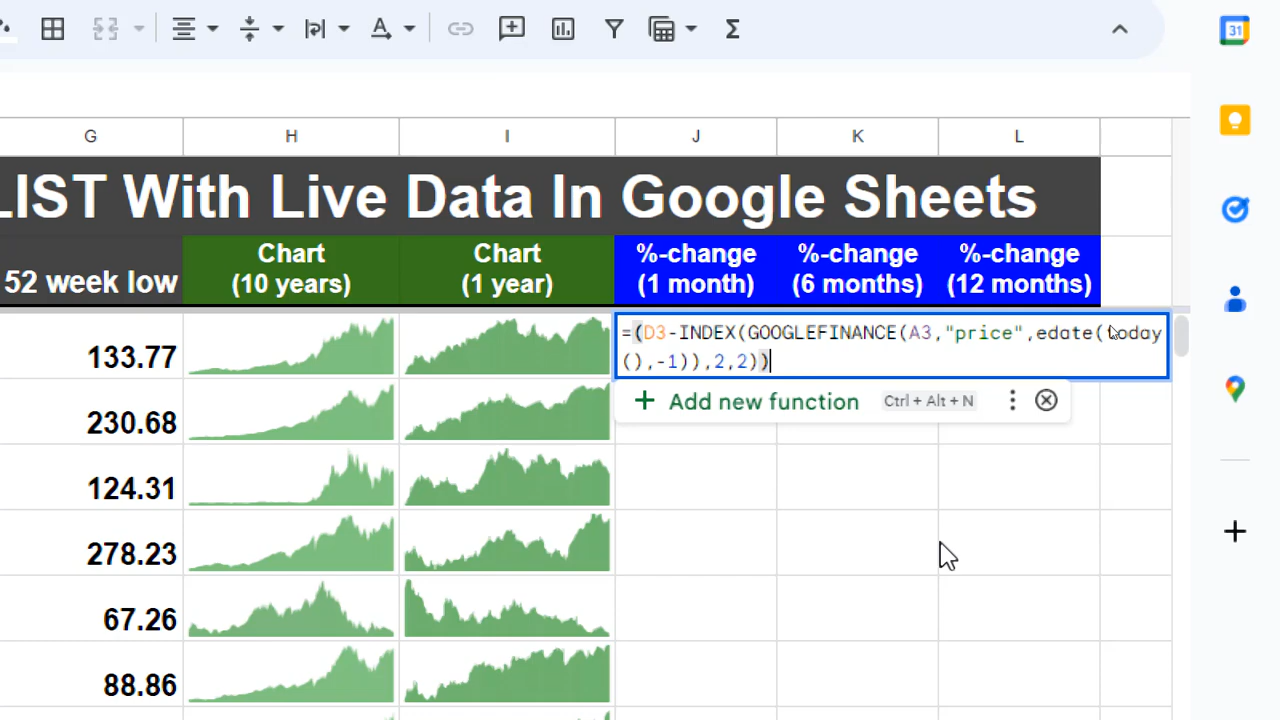 31
G H I J K L
LIST With Live Data In Google Sheets
52 week low
Chart
(10 years)
Chart
(1 year)
%-change
(1 month)
%-change
(6 months)
%-change
(12 months)
133.77
=(D3-INDEX(GOOGLEFINANCE(A3,"price",edate(today
(),-1)),2,2))
Add new function Ctrl + Alt + N
230.68
124.31
278.23
67.26
88.86